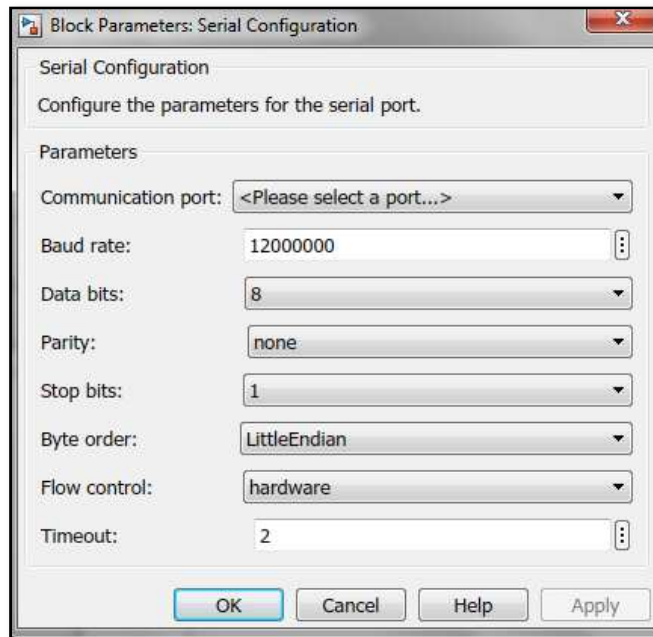 Block Parameters: Serial Configuration
Serial Configuration
Configure the parameters for the serial port.
Parameters
Communication port: <Please select a port...>
Baud rate: 12000000
Data bits: 8
Parity: none
Stop bits: 1
Byte order: LittleEndian
Flow control: hardware
Timeout: 2
OK Cancel Help Apply